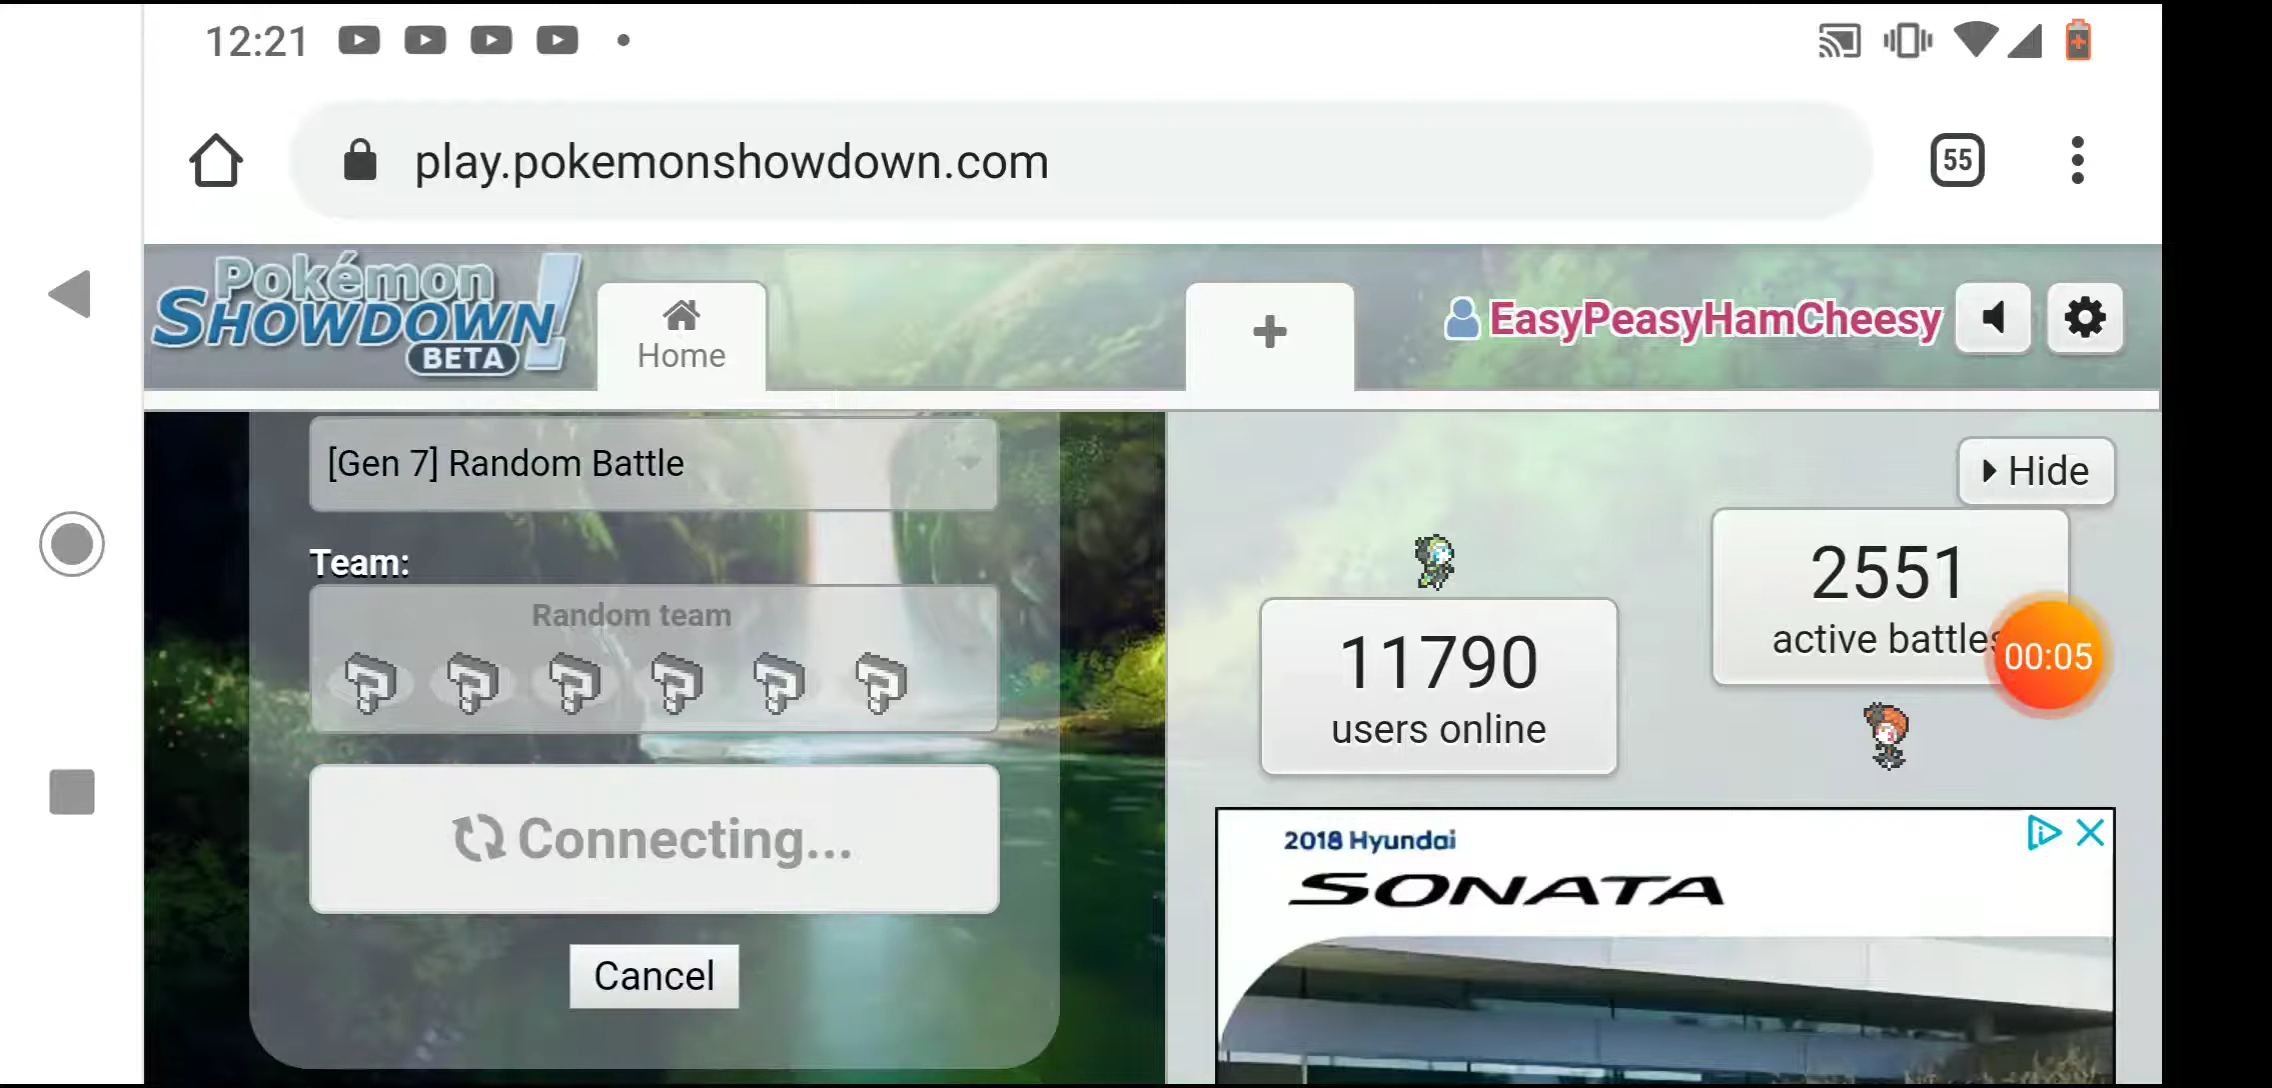 12:21
play.pokemonshowdown.com
55
Pokémon
SHOWDOWN!
BETA
Home
EasyPeasyHamCheesy
[Gen 7] Random Battle
Hide
Team:
Random team
2551
active battles
00:05
11790
users online
Connecting...
Cancel
2018 Hyundai
SONATA